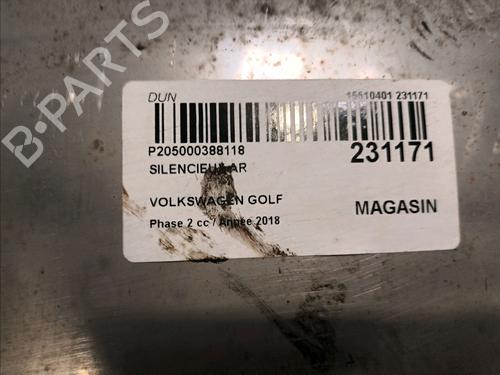 DUN
15510401 231171
P205000388118
231171
SILENCIEUX AR
VOLKSWAGEN GOLF
MAGASIN
Phase 2 cc / Année 2018
B-PARTS